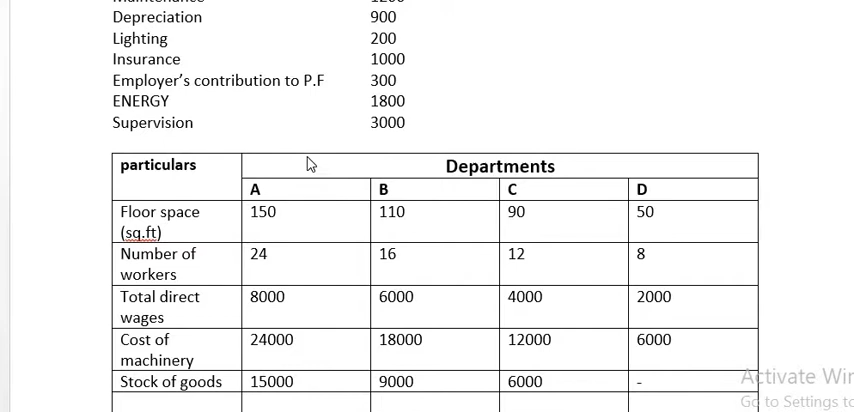 Maintenance 1200
Depreciation 900
Lighting 200
Insurance 1000
Employer's contribution to P.F 300
ENERGY 1800
Supervision 3000
particulars Departments
A B C D
Floor space 150 110 90 50
(sq.ft)
Number of 24 16 12 8
workers
Total direct 8000 6000 4000 2000
wages
Cost of 24000 18000 12000 6000
machinery
Stock of goods 15000 9000 6000 -
Activate Wir
Go to Settings to